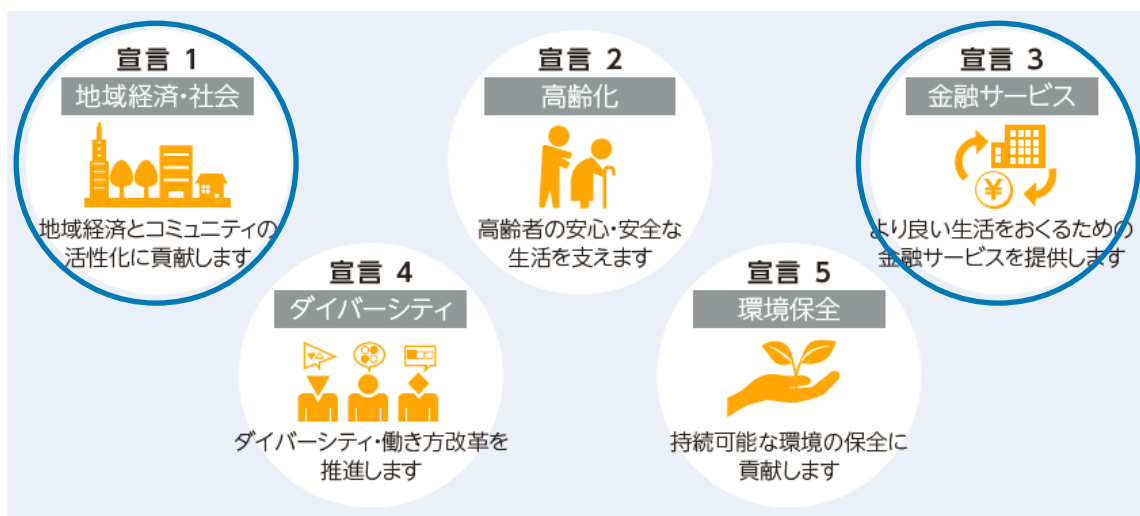 宣言 1
地域経済・社会
地域経済とコミュニティの
活性化に貢献します
宣言 2
高齢化
高齢者の安心・安全な
生活を支えます
宣言 3
金融サービス
¥
より良い生活をおくるための
金融サービスを提供します
宣言 4
ダイバーシティ
ダイバーシティ・働き方改革を
推進します
宣言 5
環境保全
持続可能な環境の保全に
貢献します